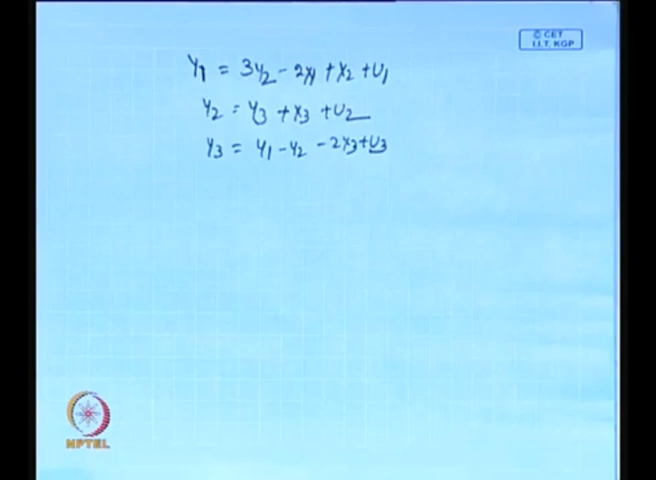 © CET
I.I.T. KGP
Y1 = 3Y2 - 2X1 + X2 + U1
Y2 = Y3 + X3 + U2
Y3 = Y1 - Y2 - 2X3 + U3
NPTEL